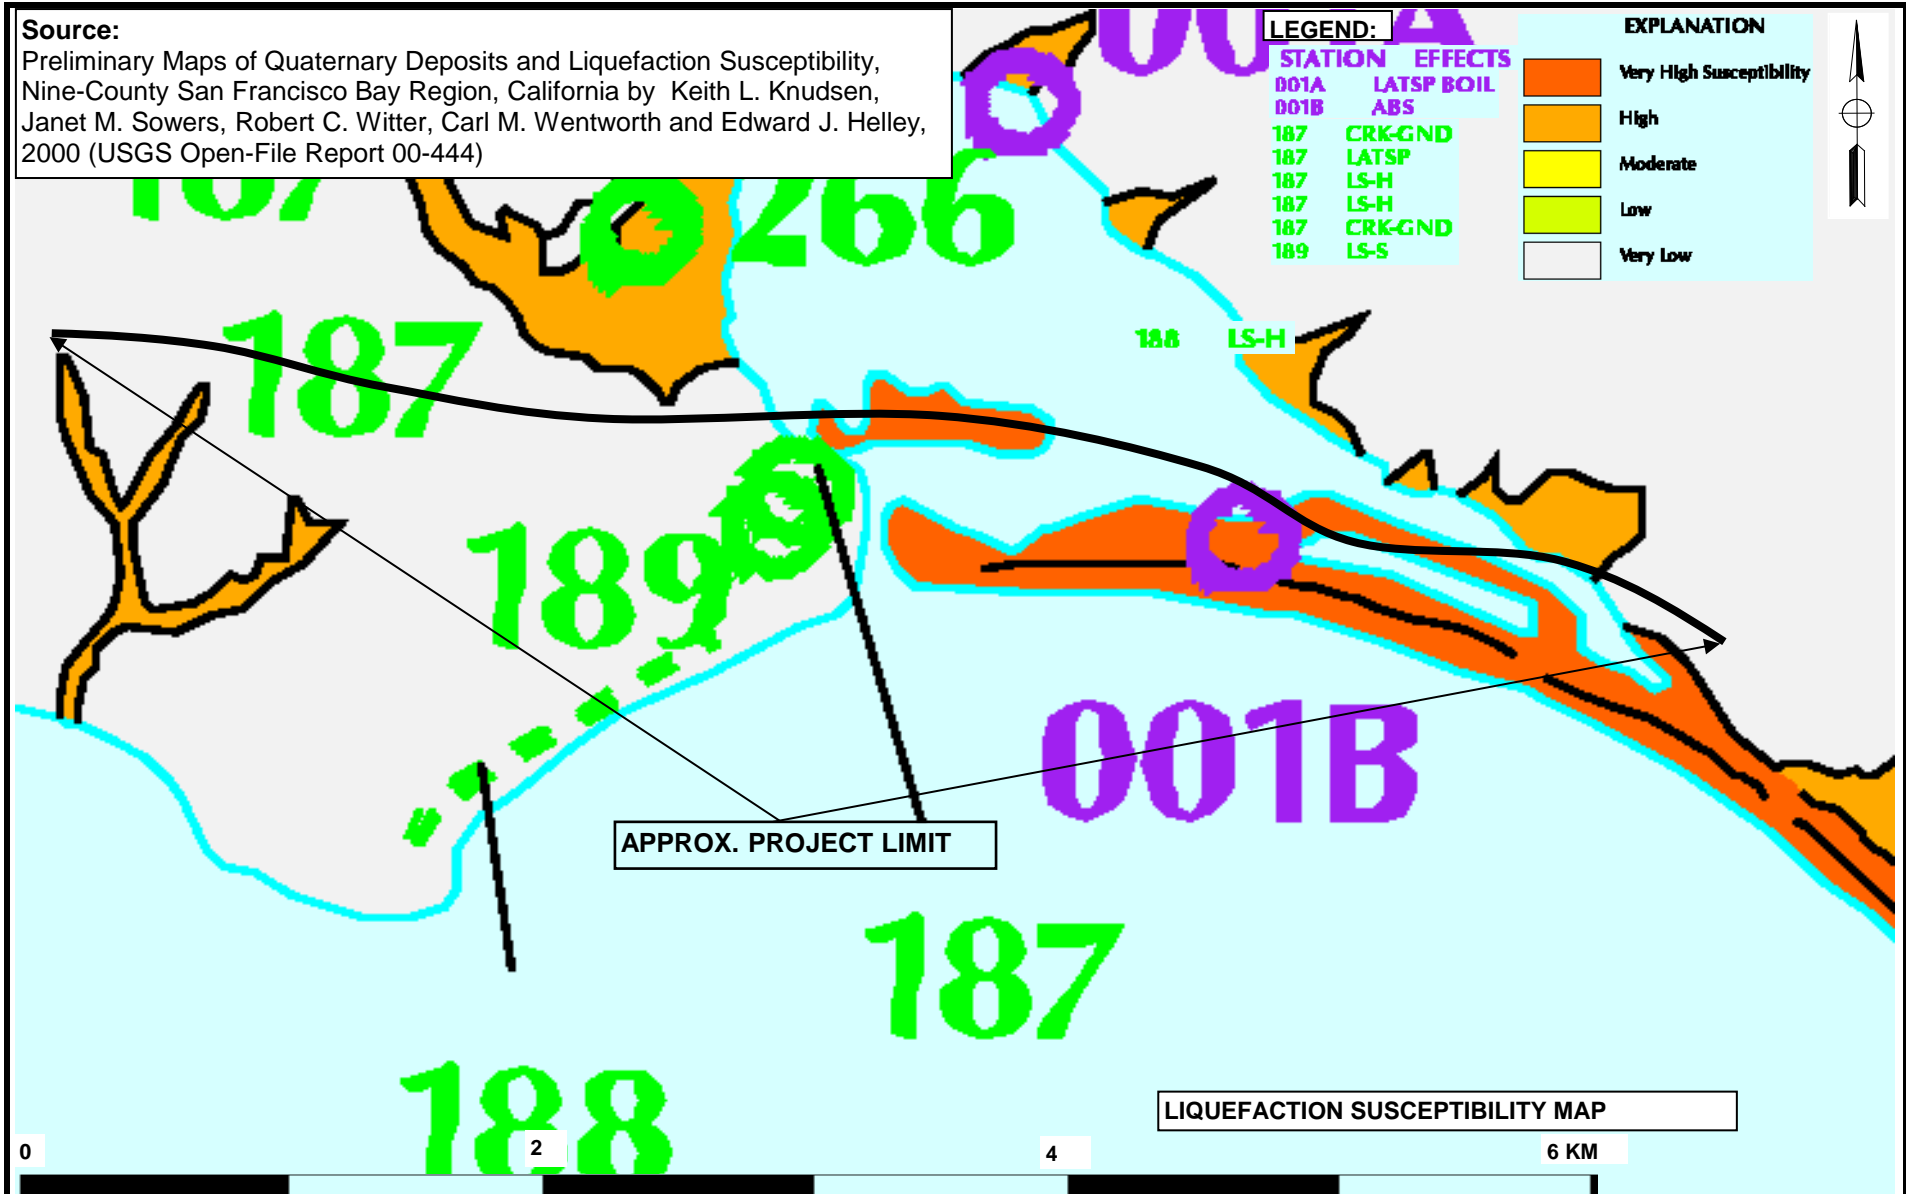 Source:
Preliminary Maps of Quaternary Deposits and Liquefaction Susceptibility,
Nine-County San Francisco Bay Region, California by Keith L. Knudsen,
Janet M. Sowers, Robert C. Witter, Carl M. Wentworth and Edward J. Helley,
2000 (USGS Open-File Report 00-444)
001A
LEGEND:
STATION EFFECTS
001A LATSP BOIL
001B ABS
187 CRK-GND
187 LATSP
187 LS-H
187 LS-H
187 CRK-GND
189 LS-S
EXPLANATION
Very High Susceptibility
High
Moderate
Low
Very Low
187
266
188 LS-H
187
189
001B
APPROX. PROJECT LIMIT
187
188
LIQUEFACTION SUSCEPTIBILITY MAP
0 2 4 6 KM